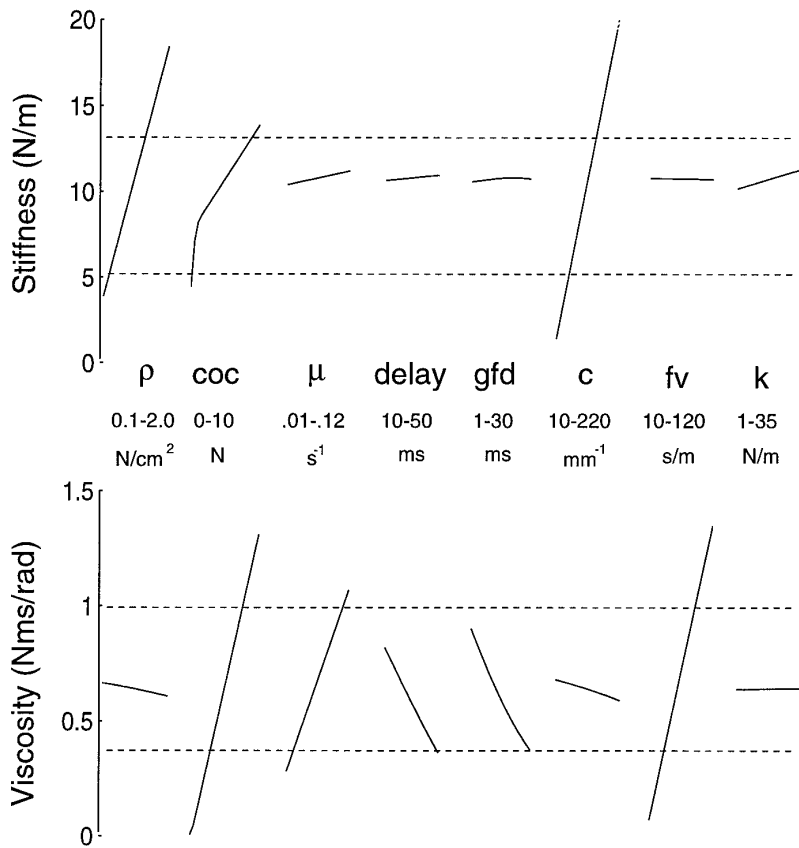 Stiffness (N/m)
20
15
10
5
0
ρ coc μ delay gfd c fv k
0.1-2.0 0-10 .01-.12 10-50 1-30 10-220 10-120 1-35
N/cm² N s⁻¹ ms ms mm⁻¹ s/m N/m
Viscosity (Nms/rad)
1.5
1
0.5
0